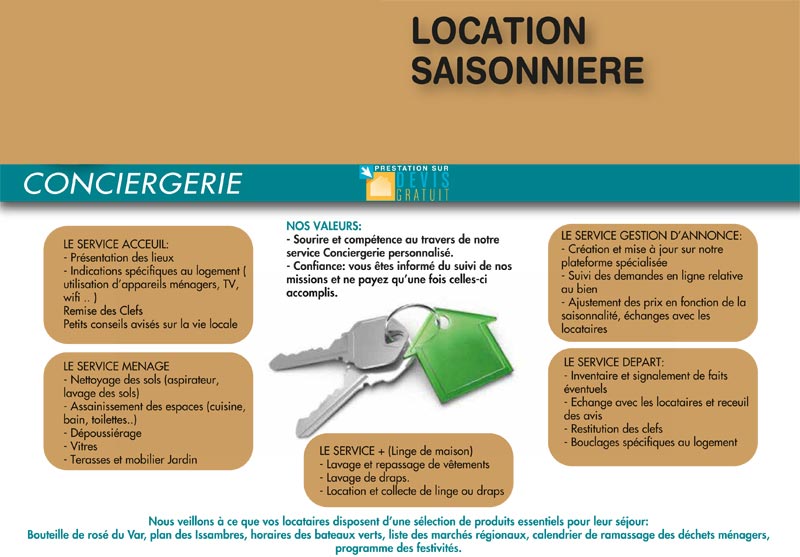 LOCATION
SAISONNIERE
CONCIERGERIE
PRESTATION SUR
DEVIS
GRATUIT
LE SERVICE ACCEUIL:
- Présentation des lieux
- Indications spécifiques au logement (
utilisation d'appareils ménagers, TV,
wifi .. )
Remise des Clefs
Petits conseils avisés sur la vie locale
NOS VALEURS:
- Sourire et compétence au travers de notre
service Conciergerie personnalisé.
- Confiance: vous êtes informé du suivi de nos
missions et ne payez qu'une fois celles-ci
accomplis.
LE SERVICE GESTION D'ANNONCE:
- Création et mise à jour sur notre
plateforme spécialisée
- Suivi des demandes en ligne relative
au bien
- Ajustement des prix en fonction de la
saisonnalité, échanges avec les
locataires
LE SERVICE MENAGE
- Nettoyage des sols (aspirateur,
lavage des sols)
- Assainissement des espaces (cuisine,
bain, toilettes..)
- Dépoussiérage
- Vitres
- Terasses et mobilier Jardin
LE SERVICE DEPART:
- Inventaire et signalement de faits
éventuels
- Echange avec les locataires et receuil
des avis
- Restitution des clefs
- Bouclages spécifiques au logement
LE SERVICE + (Linge de maison)
- Lavage et repassage de vêtements
- Lavage de draps.
- Location et collecte de linge ou draps
Nous veillons à ce que vos locataires disposent d'une sélection de produits essentiels pour leur séjour:
Bouteille de rosé du Var, plan des Issambres, horaires des bateaux verts, liste des marchés régionaux, calendrier de ramassage des déchets ménagers,
programme des festivités.